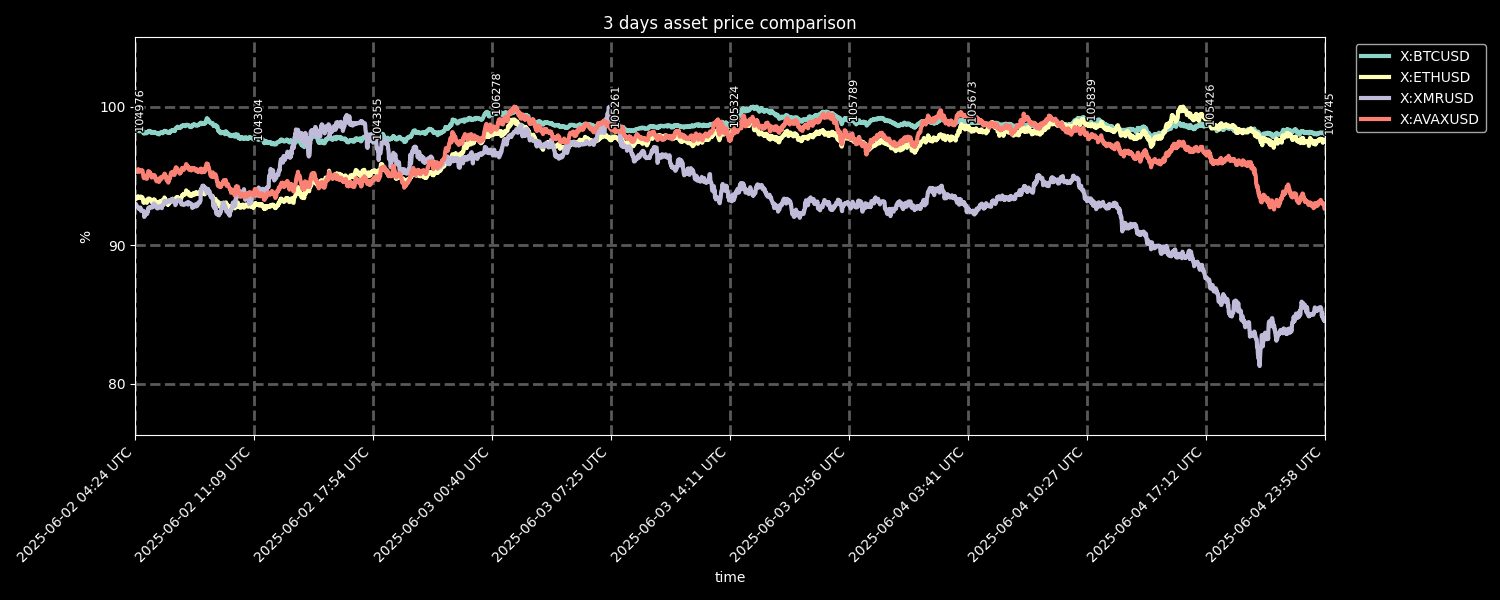 3 days asset price comparison
X:BTCUSD
X:ETHUSD
X:XMRUSD
X:AVAXUSD
100
90
80
%
104976
103304
104355
106278
105261
105324
105789
105673
105839
105426
104745
2025-06-02 04:24 UTC
2025-06-02 11:09 UTC
2025-06-02 17:54 UTC
2025-06-03 00:40 UTC
2025-06-03 07:25 UTC
2025-06-03 14:11 UTC
2025-06-03 20:56 UTC
2025-06-04 03:41 UTC
2025-06-04 10:27 UTC
2025-06-04 17:12 UTC
2025-06-04 23:58 UTC
time